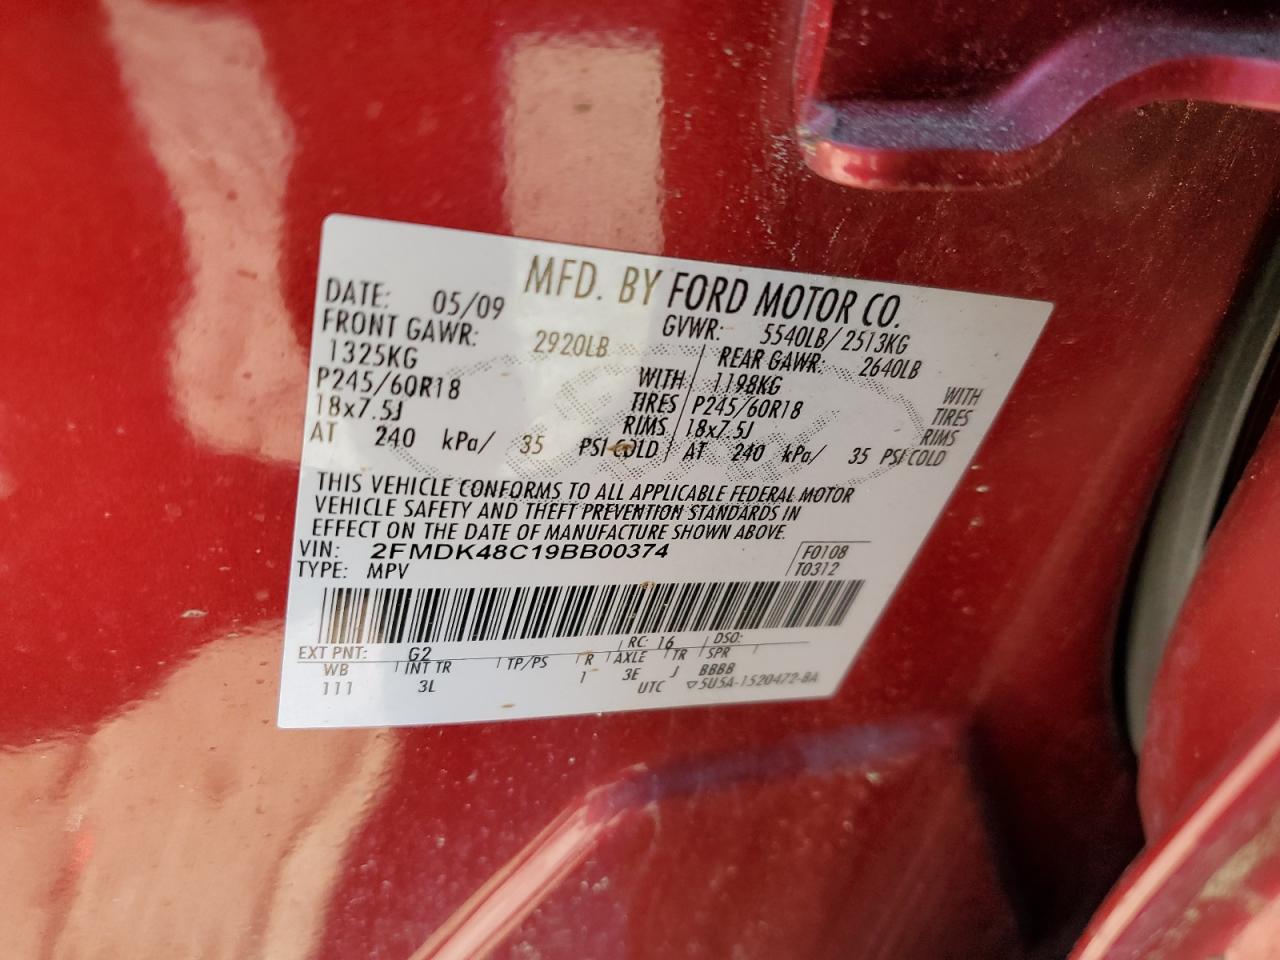 MFD. BY FORD MOTOR CO.
DATE: 05/09 GVWR: 5540LB/ 2513KG
FRONT GAWR: 2920LB REAR GAWR: 2640LB
1325KG WITH 1198KG WITH
P245/60R18 TIRES P245/60R18 TIRES
18x7.5J RIMS 18x7.5J RIMS
AT 240 kPa/ 35 PSI COLD AT 240 kPa/ 35 PSI COLD
THIS VEHICLE CONFORMS TO ALL APPLICABLE FEDERAL MOTOR
VEHICLE SAFETY AND THEFT PREVENTION STANDARDS IN
EFFECT ON THE DATE OF MANUFACTURE SHOWN ABOVE.
VIN: 2FMDK48C19BB00374 F0108
TYPE: MPV T0312
EXT PNT: G2 RC: 16 DSO:
WB INT TR TP/PS R AXLE TR SPR
111 3L 1 3E J BBBB
UTC ▽5U5A-1520472-BA